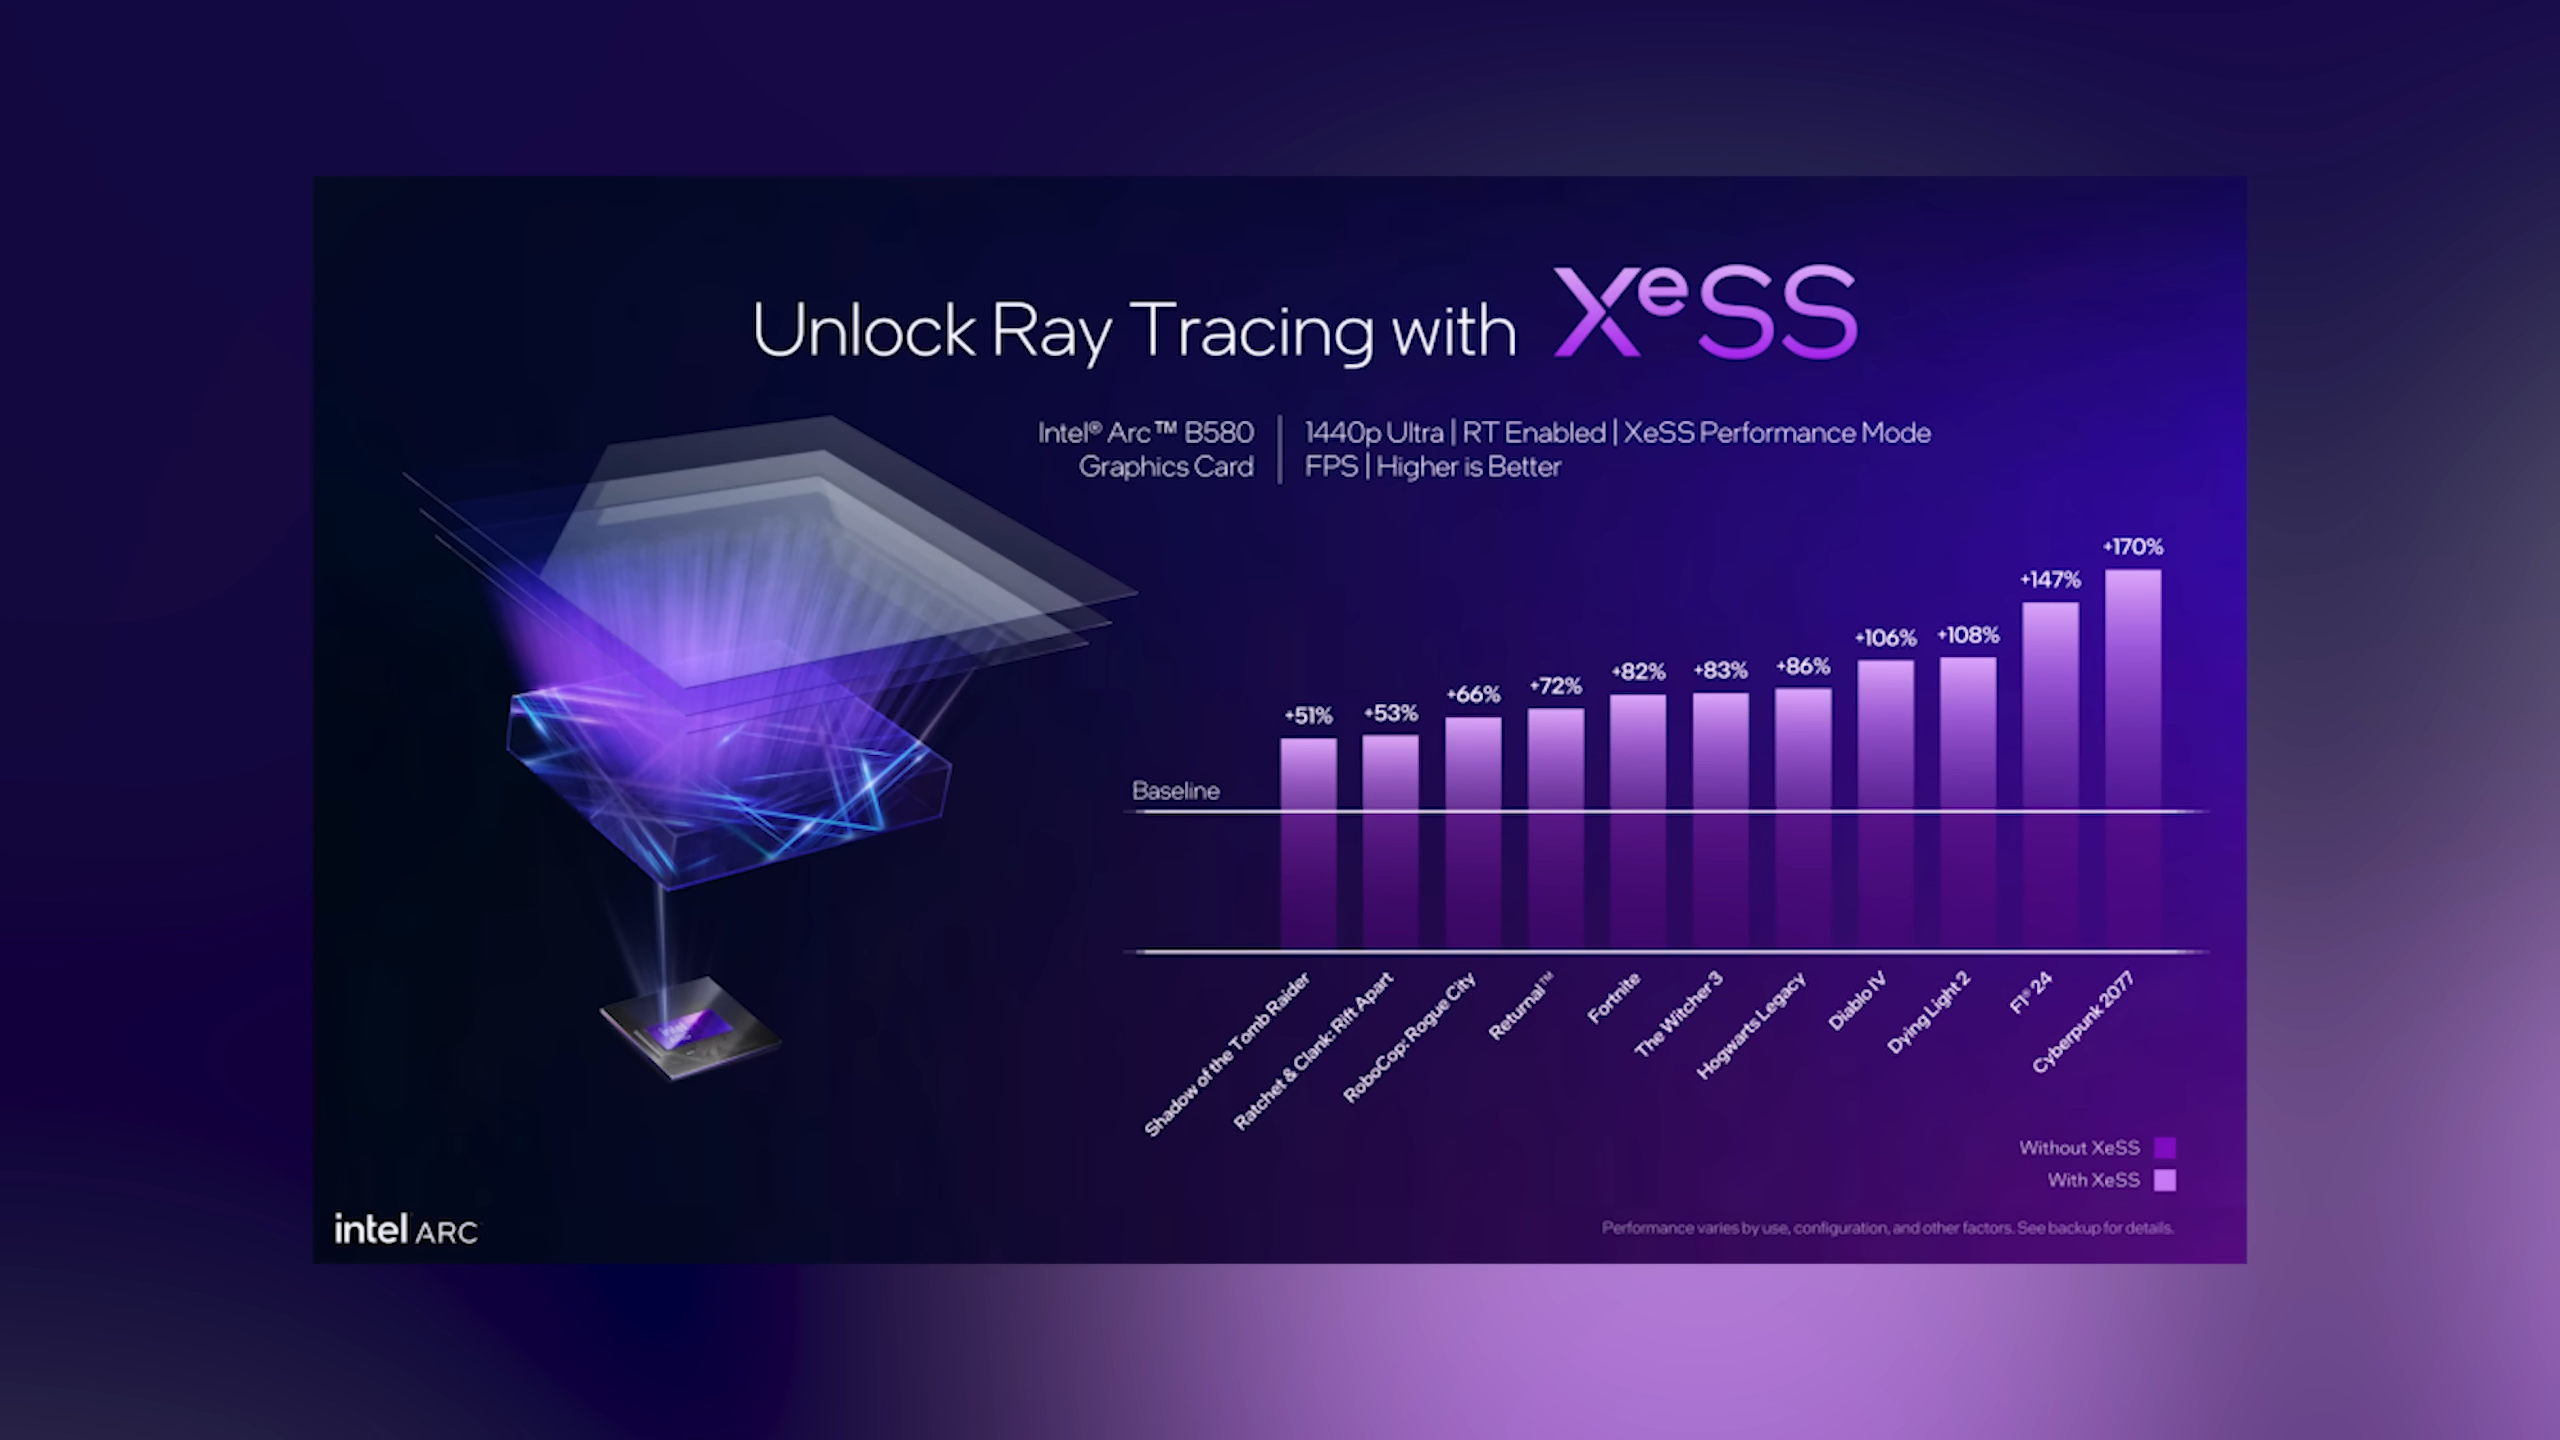 Unlock Ray Tracing with XeSS
Intel® Arc™ B580
Graphics Card
1440p Ultra | RT Enabled | XeSS Performance Mode
FPS | Higher is Better
+51%
+53%
+66%
+72%
+82%
+83%
+86%
+106%
+108%
+147%
+170%
Baseline
Shadow of the Tomb Raider
Ratchet & Clank: Rift Apart
RoboCop: Rogue City
Returnal™
Fortnite
The Witcher 3
Hogwarts Legacy
Diablo IV
Dying Light 2
F1® 24
Cyberpunk 2077
Without XeSS
With XeSS
Performance varies by use, configuration, and other factors. See backup for details.
intel ARC